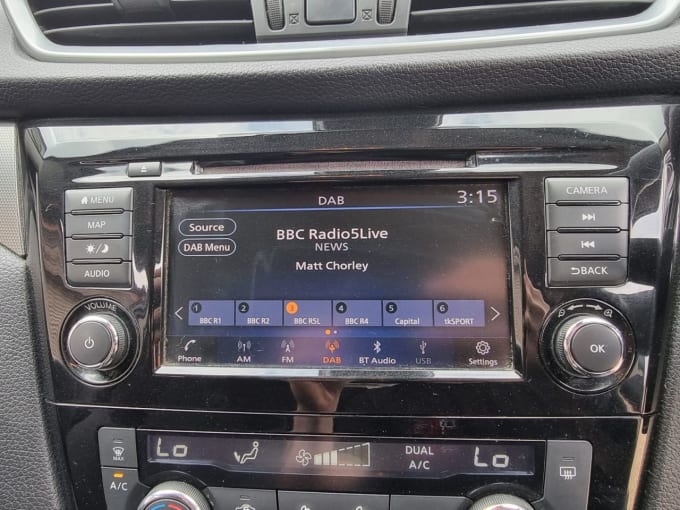 DAB
3:15
MENU
MAP
AUDIO
Source
DAB Menu
BBC Radio5Live
NEWS
Matt Chorley
CAMERA
BACK
1 2 3 4 5 6
BBC R1 BBC R2 BBC R5L BBC R4 Capital tkSPORT
Phone AM FM DAB BT Audio USB Settings
VOLUME
OK
MAX
A/C
Lo
DUAL
A/C
Lo